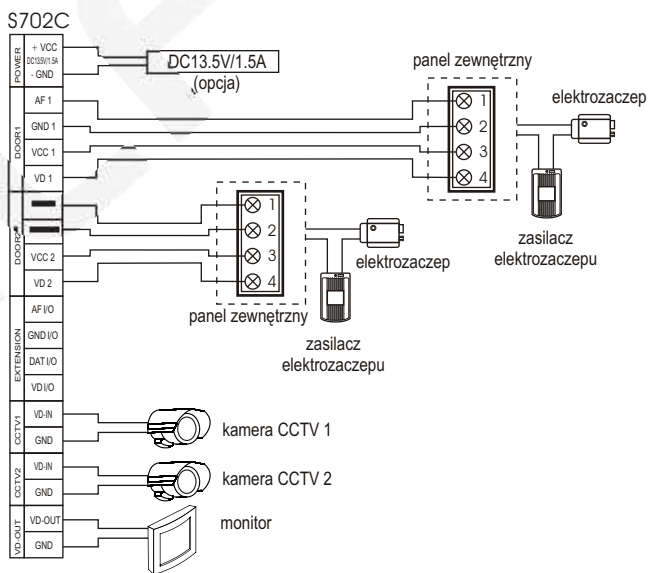 S702C
POWER
+ VCC
DC13.5V/1.5A
- GND
DC13.5V/1.5A
(opcja)
DOOR1
AF 1
GND 1
VCC 1
VD 1
panel zewnętrzny
1
2
3
4
elektrozaczep
zasilacz
elektrozaczepu
DOOR2
VCC 2
VD 2
1
2
3
4
panel zewnętrzny
elektrozaczep
zasilacz
elektrozaczepu
EXTENSION
AF I/O
GND I/O
DAT I/O
VD I/O
CCTV1
VD-IN
GND
kamera CCTV 1
CCTV2
VD-IN
GND
kamera CCTV 2
VD-OUT
VD-OUT
GND
monitor